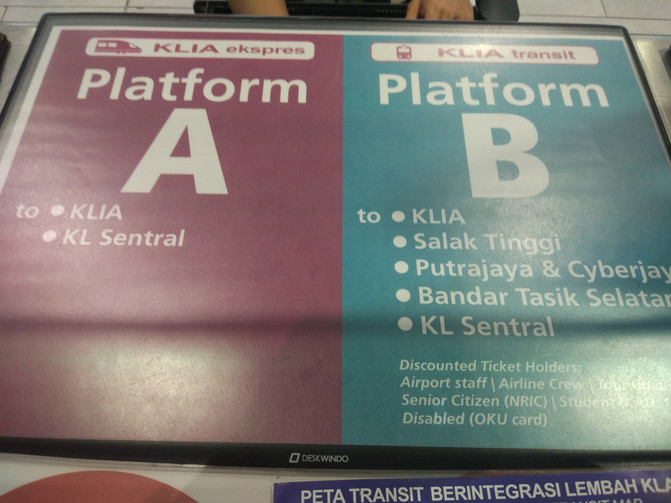 KLIA ekspres
Platform
A
to • KLIA
• KL Sentral
KLIA transit
Platform
B
to • KLIA
• Salak Tinggi
• Putrajaya & Cyberjay
• Bandar Tasik Selatan
• KL Sentral
Discounted Ticket Holders:
Airport staff \ Airline Crew \ Tour
Senior Citizen (NRIC) \ Student
Disabled (OKU card)
DESKWINDO
PETA TRANSIT BERINTEGRASI LEMBAH KLA